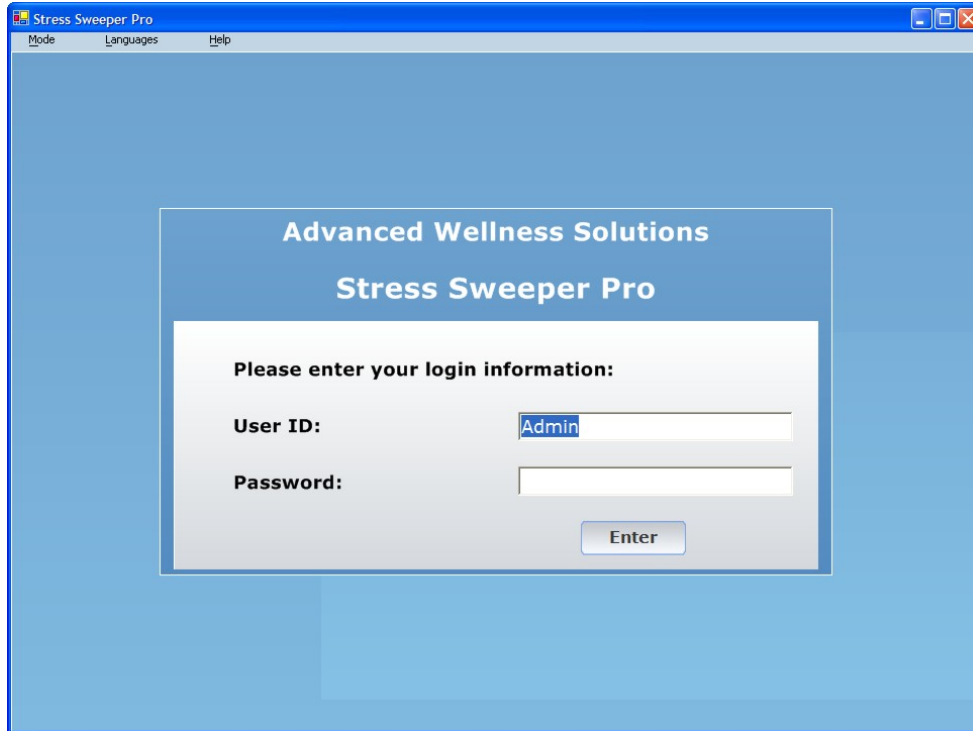 Stress Sweeper Pro
Mode Languages Help
Advanced Wellness Solutions
Stress Sweeper Pro
Please enter your login information:
User ID: Admin
Password:
Enter